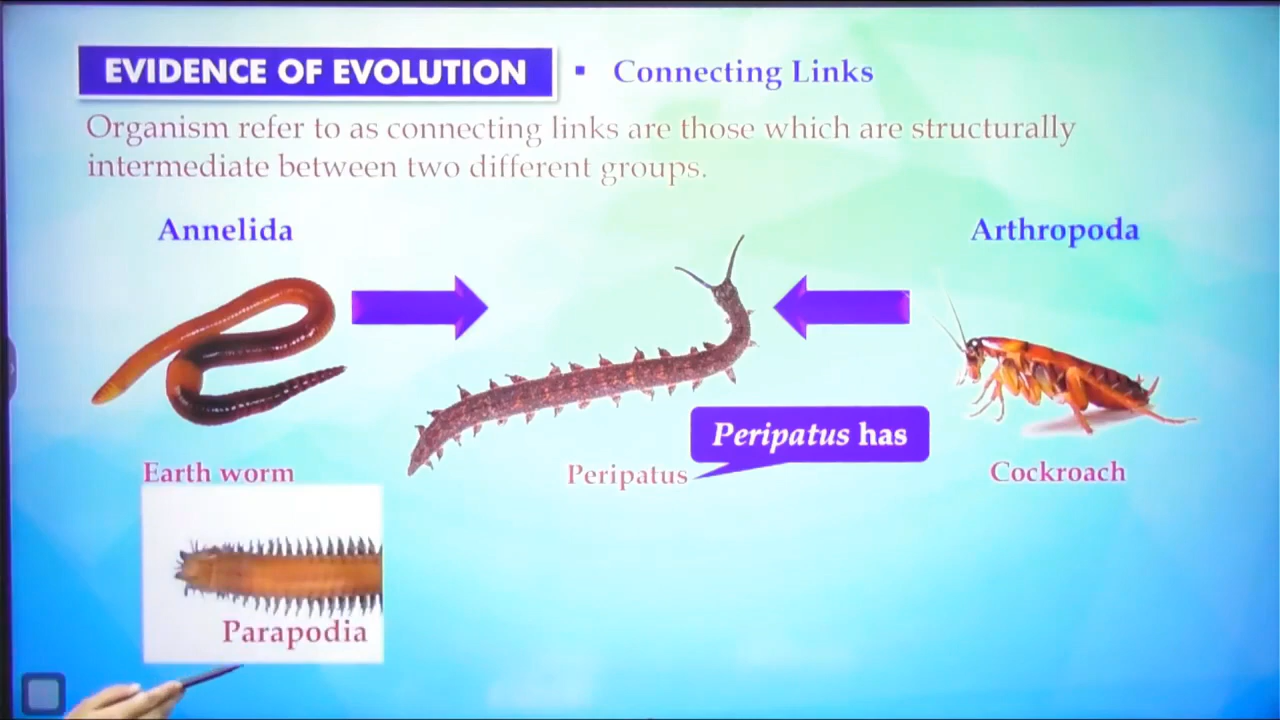 EVIDENCE OF EVOLUTION
▪ Connecting Links
Organism refer to as connecting links are those which are structurally
intermediate between two different groups.
Annelida
Arthropoda
Peripatus has
Earth worm
Peripatus
Cockroach
Parapodia